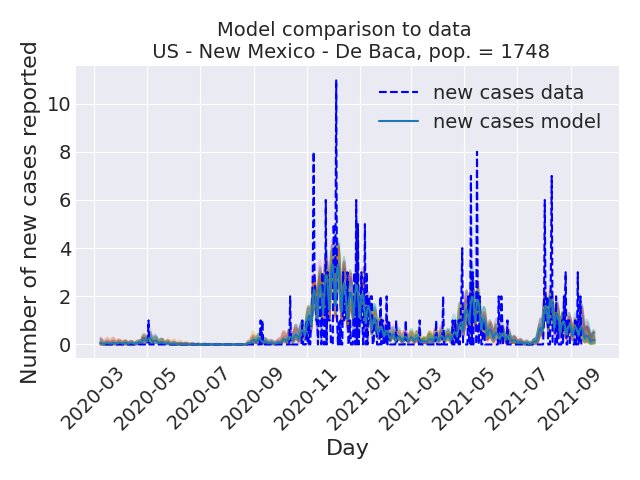 Model comparison to data
US - New Mexico - De Baca, pop. = 1748
Number of new cases reported
10
8
6
4
2
0
new cases data
new cases model
2020-03
2020-05
2020-07
2020-09
2020-11
2021-01
2021-03
2021-05
2021-07
2021-09
Day